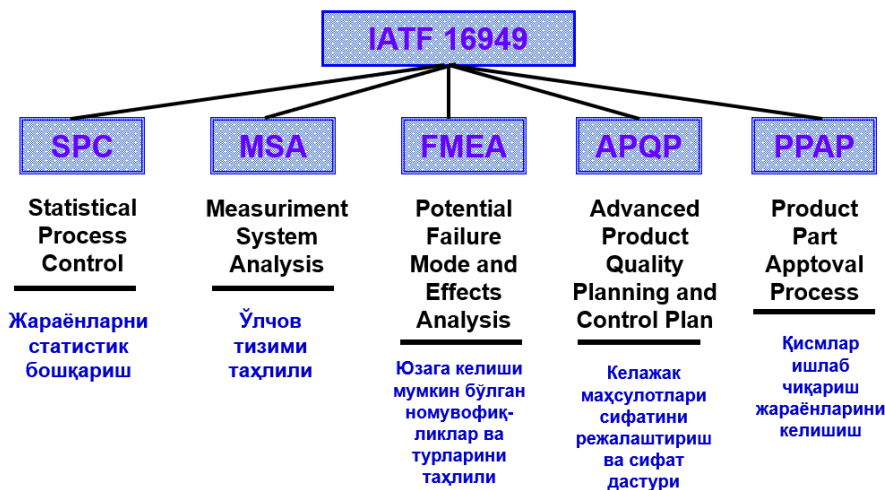 IATF 16949
SPC
MSA
FMEA
APQP
PPAP
Statistical
Process
Control
Жараёнларни
статистик
бошқариш
Measuriment
System
Analysis
Ўлчов
тизими
таҳлили
Potential
Failure
Mode and
Effects
Analysis
Юзага келиши
мумкин бўлган
номувофиқ-
ликлар ва
турларини
таҳлили
Advanced
Product
Quality
Planning and
Control Plan
Келажак
маҳсулотлари
сифатини
режалаштириш
ва сифат
дастури
Product
Part
Apptoval
Process
Қисмлар
ишлаб
чиқариш
жараёнларини
келишиш